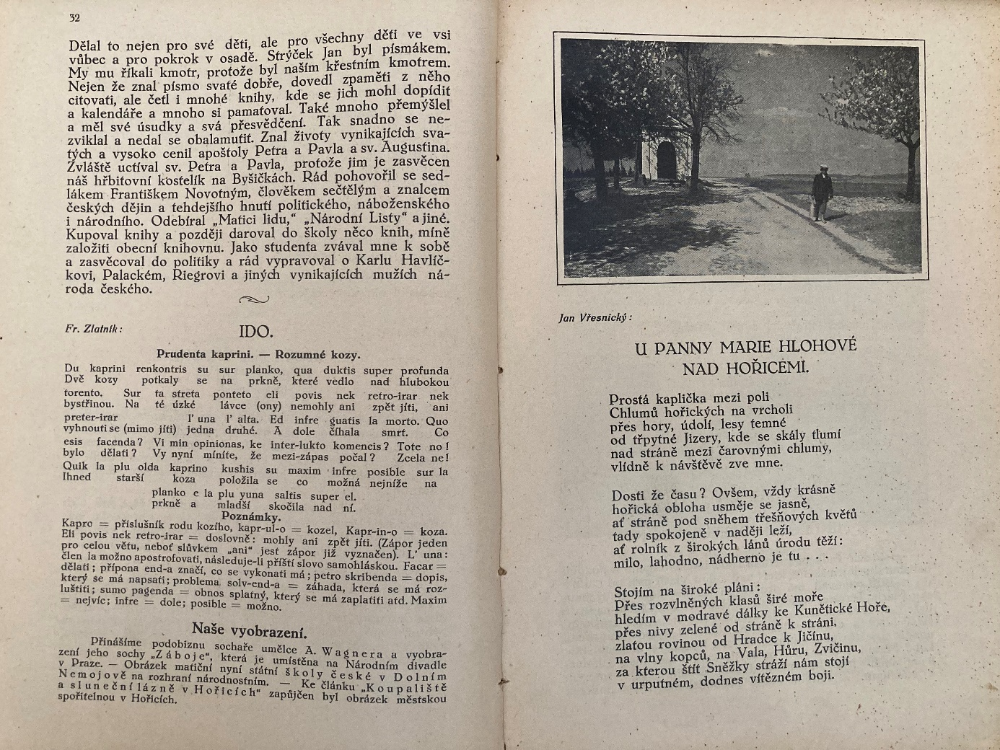 32
Dělal to nejen pro své děti, ale pro všechny děti ve vsi
vůbec a pro pokrok v osadě. Strýček Jan byl písmákem.
My mu říkali kmotr, protože byl naším křestním kmotrem.
Nejen že znal písmo svaté dobře, dovedl zpaměti z něho
citovati, ale četl i mnohé knihy, kde se jich mohl dopíditi
a kalendáře a mnoho si pamatoval. Také mnoho přemýšlel
a měl své úsudky a svá přesvědčení. Tak snadno se ne-
zviklal a nedal se obalamutit. Znal životy vynikajících sva-
tých a vysoko cenil apoštoly Petra a Pavla a sv. Augustina.
Zvláště uctíval sv. Petra a Pavla, protože jim je zasvěcen
náš hřbitovní kostelík na Byšičkách. Rád pohovořil se sed-
lákem Františkem Novotným, člověkem sečtělým a znalcem
českých dějin a tehdejšího hnutí politického, náboženského
i národního. Odebíral „Matici lidu,“ „Národní Listy“ a jiné.
Kupoval knihy a později daroval do školy něco knih, míně
založiti obecní knihovnu. Jako studenta zvával mne k sobě
a zasvěcoval do politiky a rád vypravoval o Karlu Havlíč-
kovi, Palackém, Riegrovi a jiných vynikajících mužích ná-
roda českého.
Fr. Zlatník:
IDO.
Prudenta kaprini. — Rozumné kozy.
Du kaprini renkontris su sur planko, qua duktis super profunda
Dvě kozy potkaly se na prkně, které vedlo nad hlubokou
torento. Sur ta streta ponteto eli povis nek retro-irar nek
bystřinou. Na té úzké lávce (ony) nemohly ani zpět jíti, ani
preter-irar l' una l' alta. Ed infre guatis la morto. Quo
vyhnouti se (mimo jíti) jedna druhé. A dole číhala smrt. Co
esis facenda? Vi min opinionas, ke inter-lukto komencis? Tote no!
bylo dělati? Vy nyní míníte, že mezi-zápas počal? Zcela ne!
Quik la plu olda kaprino kushis su maxim infre posible sur la
Ihned starší koza položila se co možná nejníže na
planko e la plu yuna saltis super el.
prkně a mladší skočila nad ní.
Poznámky.
Kapro = příslušník rodu kozího, kapr-ul-o = kozel, Kapr-in-o = koza.
Eli povis nek retro-irar = doslovně: mohly ani zpět jíti. (Zápor jeden
pro celou větu, neboť slůvkem „ani“ jest zápor již vyznačen). L' una:
člen la možno apostrofovati, následuje-li příští slovo samohláskou. Facar =
dělati; přípona end-a značí, co se vykonati má; petro skribenda = dopis,
který se má napsati; problema solv-end-a = záhada, která se má roz-
luštiti; sumo pagenda = obnos splatný, který se má zaplatiti atd. Maxim
= nejvíc; infre = dole; posible = možno.
Naše vyobrazení.
Přinášíme podobiznu sochaře umělce A. Wagnera a vyobra-
zení jeho sochy „Záboje“, která je umístěna na Národním divadle
v Praze. — Obrázek matiční nyní státní školy české v Dolním
Nemojově na rozhraní národnostním. — Ke článku „Koupaliště
a sluneční lázně v Hořicích“ zapůjčen byl obrázek městskou
spořitelnou v Hořicích.
Jan Vřesnický:
U PANNY MARIE HLOHOVÉ
NAD HOŘICEMI.
Prostá kaplička mezi poli
Chlumů hořických na vrcholi
přes hory, údolí, lesy temné
od třpytné Jizery, kde se skály tlumí
nad stráně mezi čarovnými chlumy,
vlídně k návštěvě zve mne.
Dosti že času? Ovšem, vždy krásně
hořická obloha usměje se jasně,
ať stráně pod sněhem třešňových květů
tady spokojeně v naději leží,
ať rolník z širokých lánů úrodu těží:
milo, lahodno, nádherno je tu . . .
Stojím na široké pláni:
Přes rozvlněných klasů širé moře
hledím v modravé dálky ke Kunětické Hoře,
přes nivy zelené od stráně k stráni,
zlatou rovinou od Hradce k Jičínu,
na vlny kopců, na Vala, Hůru, Zvičinu,
za kterou štít Sněžky stráží nám stojí
v urputném, dodnes vítězném boji.